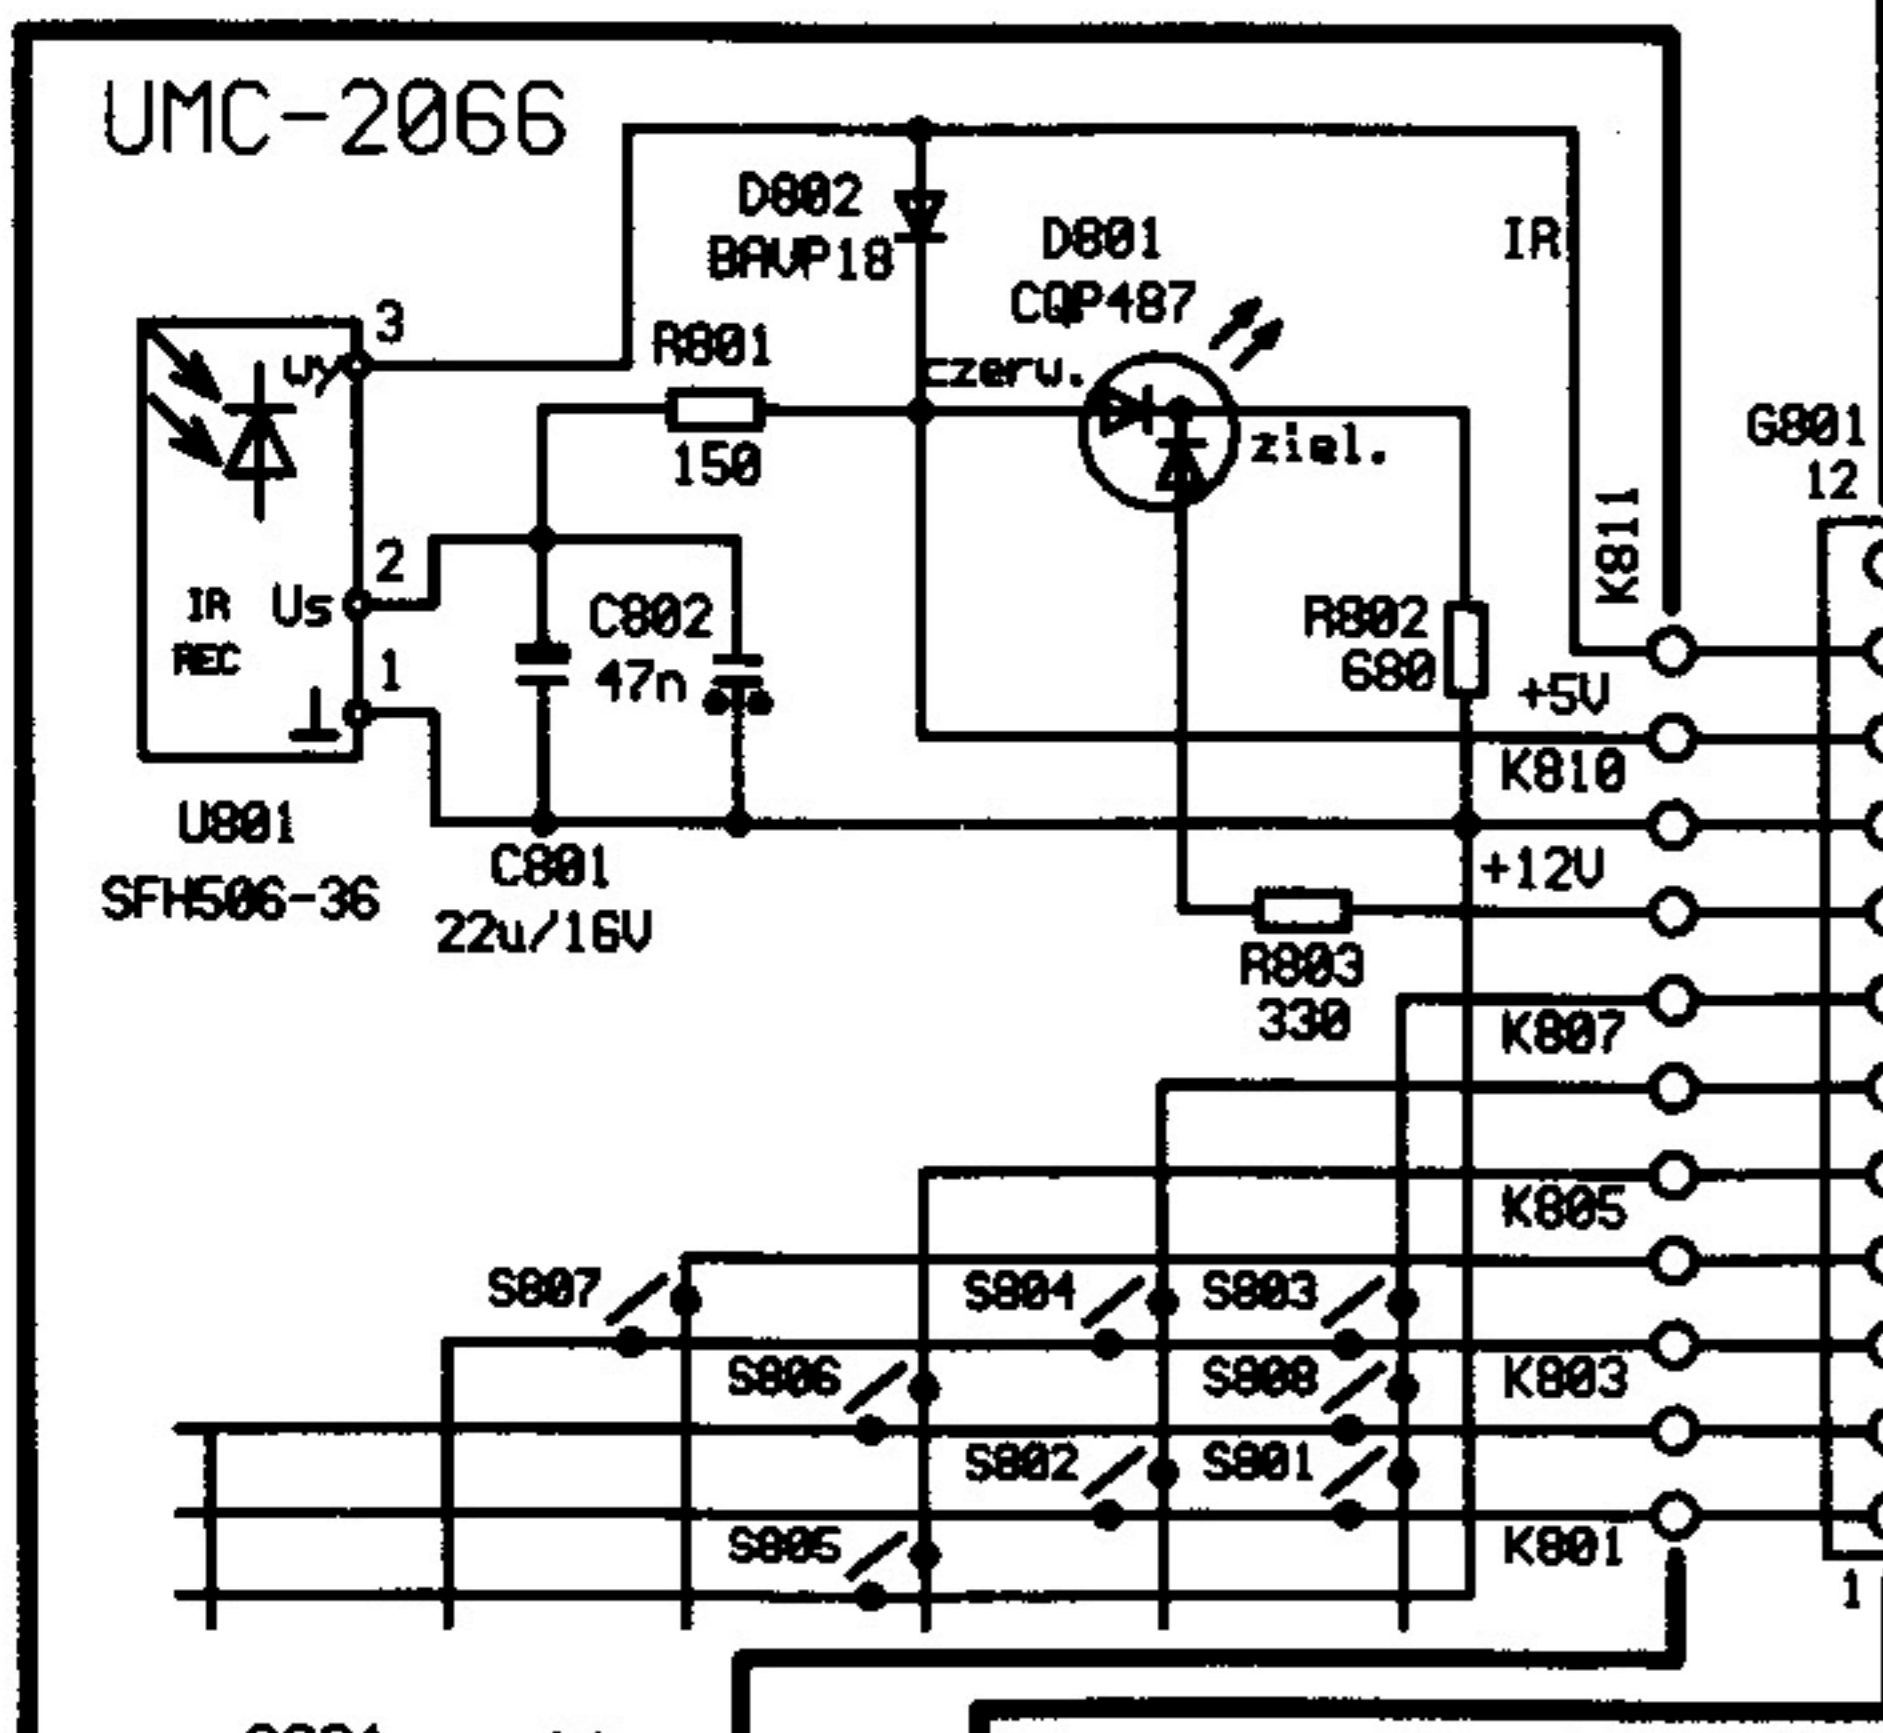 UMC-2066
D802
BAVP18
D801
CQP487
IR
3
wy
R801
czerw.
150
ziel.
G801
12
K811
2
IR
REC
Us
C802
47n
R802
680
+5V
1
K810
U801
SFH506-36
C801
22u/16V
+12V
R803
330
K807
K805
S807
S804
S803
S806
S808
K803
S802
S801
S805
K801
1